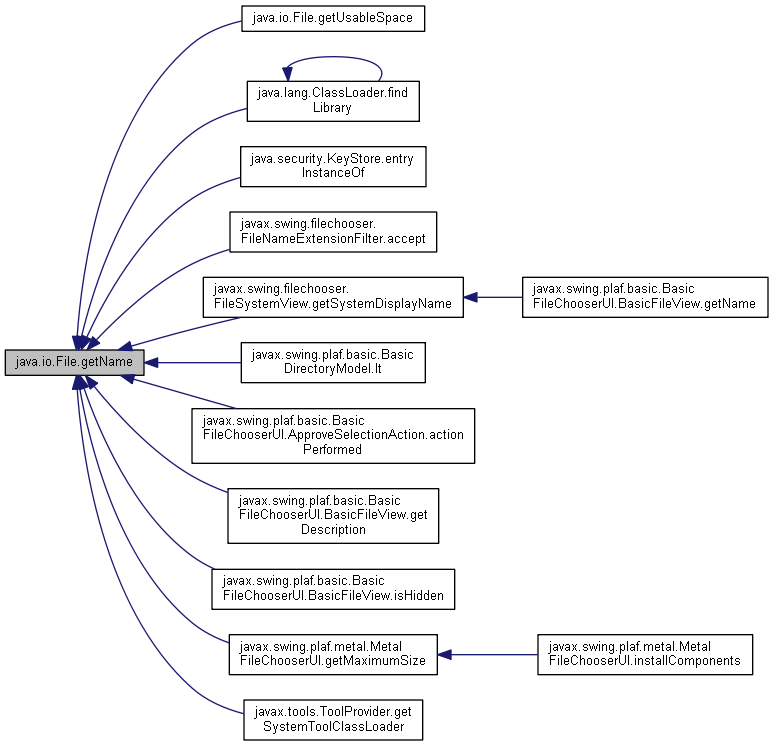 java.io.File.getUsableSpace
java.lang.ClassLoader.find
Library
java.security.KeyStore.entry
InstanceOf
javax.swing.filechooser.
FileNameExtensionFilter.accept
javax.swing.filechooser.
FileSystemView.getSystemDisplayName
javax.swing.plaf.basic.Basic
FileChooserUI.BasicFileView.getName
java.io.File.getName
javax.swing.plaf.basic.Basic
DirectoryModel.lt
javax.swing.plaf.basic.Basic
FileChooserUI.ApproveSelectionAction.action
Performed
javax.swing.plaf.basic.Basic
FileChooserUI.BasicFileView.get
Description
javax.swing.plaf.basic.Basic
FileChooserUI.BasicFileView.isHidden
javax.swing.plaf.metal.Metal
FileChooserUI.getMaximumSize
javax.swing.plaf.metal.Metal
FileChooserUI.installComponents
javax.tools.ToolProvider.get
SystemToolClassLoader